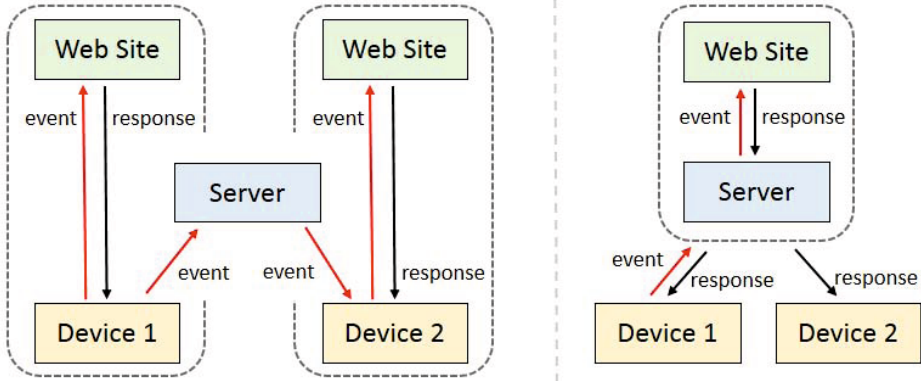 Web Site
Web Site
event
response
event
Server
event
event
response
Device 1
Device 2
Web Site
event
response
Server
event
response
response
Device 1
Device 2